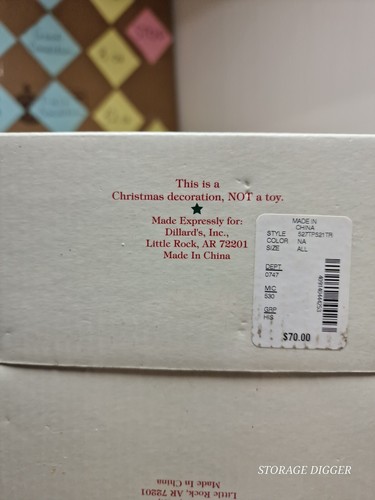 This is a
Christmas decoration, NOT a toy.
Made Expressly for:
Dillard's, Inc.,
Little Rock, AR 72201
Made In China
MADE IN
CHINA
STYLE
COLOR NA
SIZE ALL
DEPT
0747
MIC
530
GRP
HIS
$70.00
Made In China
Little Rock, AR 72201
STORAGE DIGGER